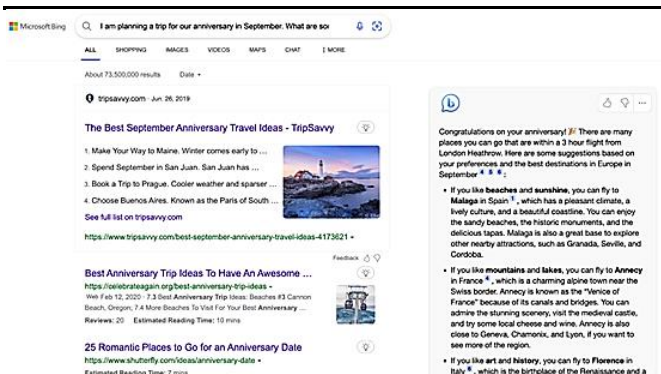 Microsoft Bing
I am planning a trip for our anniversary in September. What are so
ALL SHOPPING IMAGES VIDEOS MAPS CHAT MORE
About 73,500,000 results Date
tripsavvy.com · Jun 26, 2019
The Best September Anniversary Travel Ideas - TripSavvy
1. Make Your Way to Maine. Winter comes early to ...
2. Spend September in San Juan. San Juan has ...
3. Book a Trip to Prague. Cooler weather and sparser ...
4. Choose Buenos Aires. Known as the Paris of South ...
See full list on tripsavvy.com
https://www.tripsavvy.com/best-september-anniversary-travel-ideas-4173621
Feedback
Best Anniversary Trip Ideas To Have An Awesome ...
https://celebrateagain.org/best-anniversary-trip-ideas
Web Feb 12, 2020 · 7.3 Best Anniversary Trip Ideas: Beaches #3 Cannon
Beach, Oregon, 7.4 More Beaches To Visit For Your Best Anniversary ...
Reviews: 20 Estimated Reading Time: 10 mins
25 Romantic Places to Go for an Anniversary Date
https://www.shutterfly.com/ideas/anniversary-date
Estimated Reading Time: 7 mins
b
Congratulations on your anniversary! 🎉 There are many
places you can go that are within a 3 hour flight from
London Heathrow. Here are some suggestions based on
your preferences and the best destinations in Europe in
September 4 5 6 :
• If you like beaches and sunshine, you can fly to
Malaga in Spain 1 , which has a pleasant climate, a
lively culture, and a beautiful coastline. You can enjoy
the sandy beaches, the historic monuments, and the
delicious tapas. Malaga is also a great base to explore
other nearby attractions, such as Granada, Seville, and
Cordoba.
• If you like mountains and lakes, you can fly to Annecy
in France 4 , which is a charming alpine town near the
Swiss border. Annecy is known as the "Venice of
France" because of its canals and bridges. You can
admire the stunning scenery, visit the medieval castle,
and try some local cheese and wine. Annecy is also
close to Geneva, Chamonix, and Lyon, if you want to
see more of the region.
• If you like art and history, you can fly to Florence in
Italy 6 , which is the birthplace of the Renaissance and a